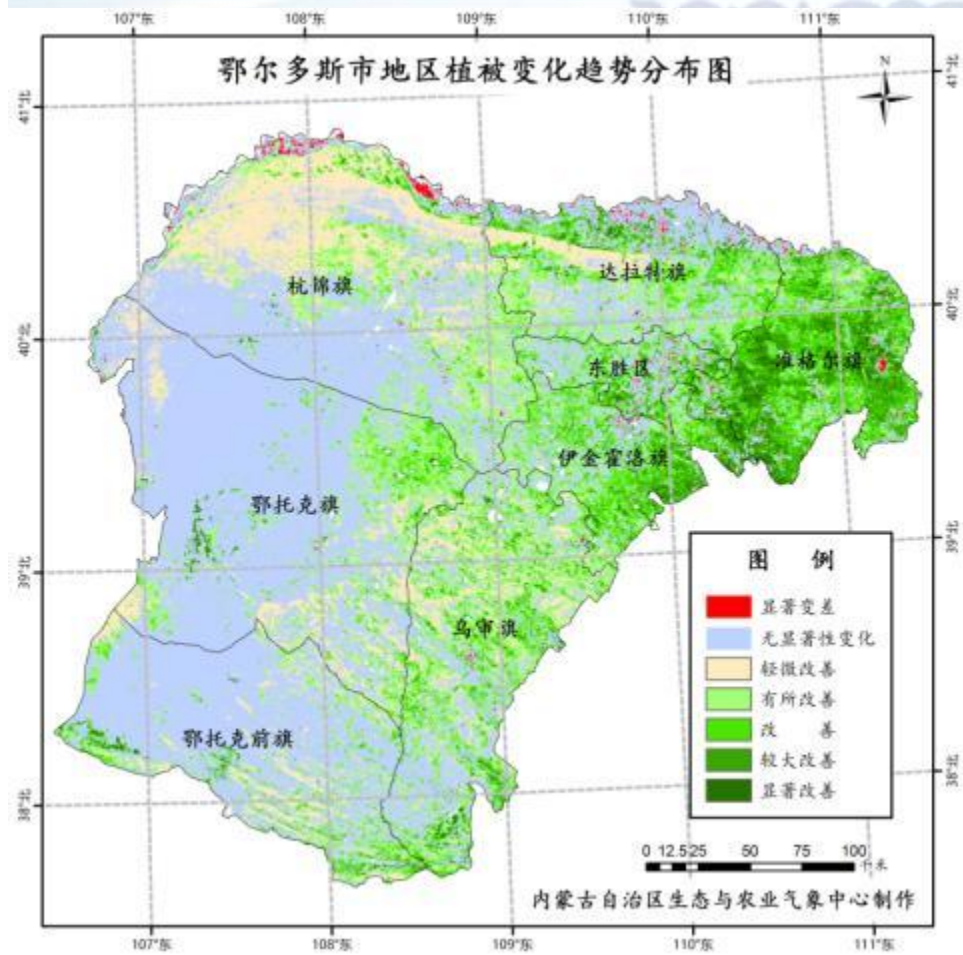 107°东 108°东 109°东 110°东 111°东
鄂尔多斯市地区植被变化趋势分布图
N
41°北 41°北
杭锦旗
达拉特旗
40°北 40°北
东胜区
准格尔旗
伊金霍洛旗
鄂托克旗
39°北 39°北
乌审旗
鄂托克前旗
38°北 38°北
图 例
显著变差
无显著性变化
轻微改善
有所改善
改 善
较大改善
显著改善
0 12.525 50 75 100
千米
内蒙古自治区生态与农业气象中心制作
107°东 108°东 109°东 110°东 111°东